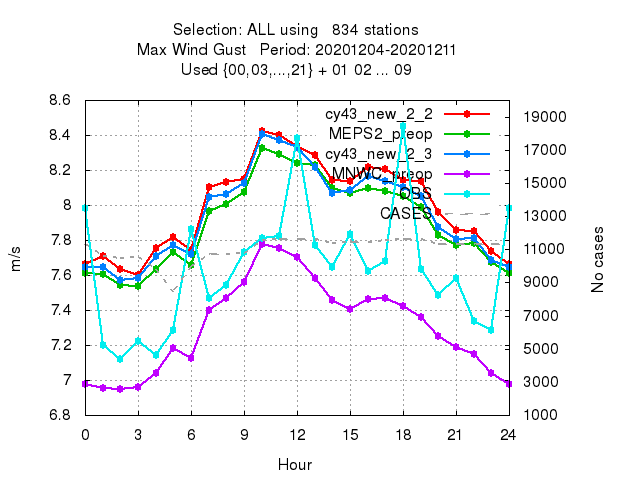 Selection: ALL using 834 stations
Max Wind Gust Period: 20201204-20201211
Used {00,03,...,21} + 01 02 ... 09
cy43_new_2_2
MEPS2_preop
cy43_new_2_3
MNWC_preop
OBS
CASES
8.6
8.4
8.2
8
7.8
7.6
7.4
7.2
7
6.8
m/s
19000
17000
15000
13000
11000
9000
7000
5000
3000
1000
No cases
0 3 6 9 12 15 18 21 24
Hour